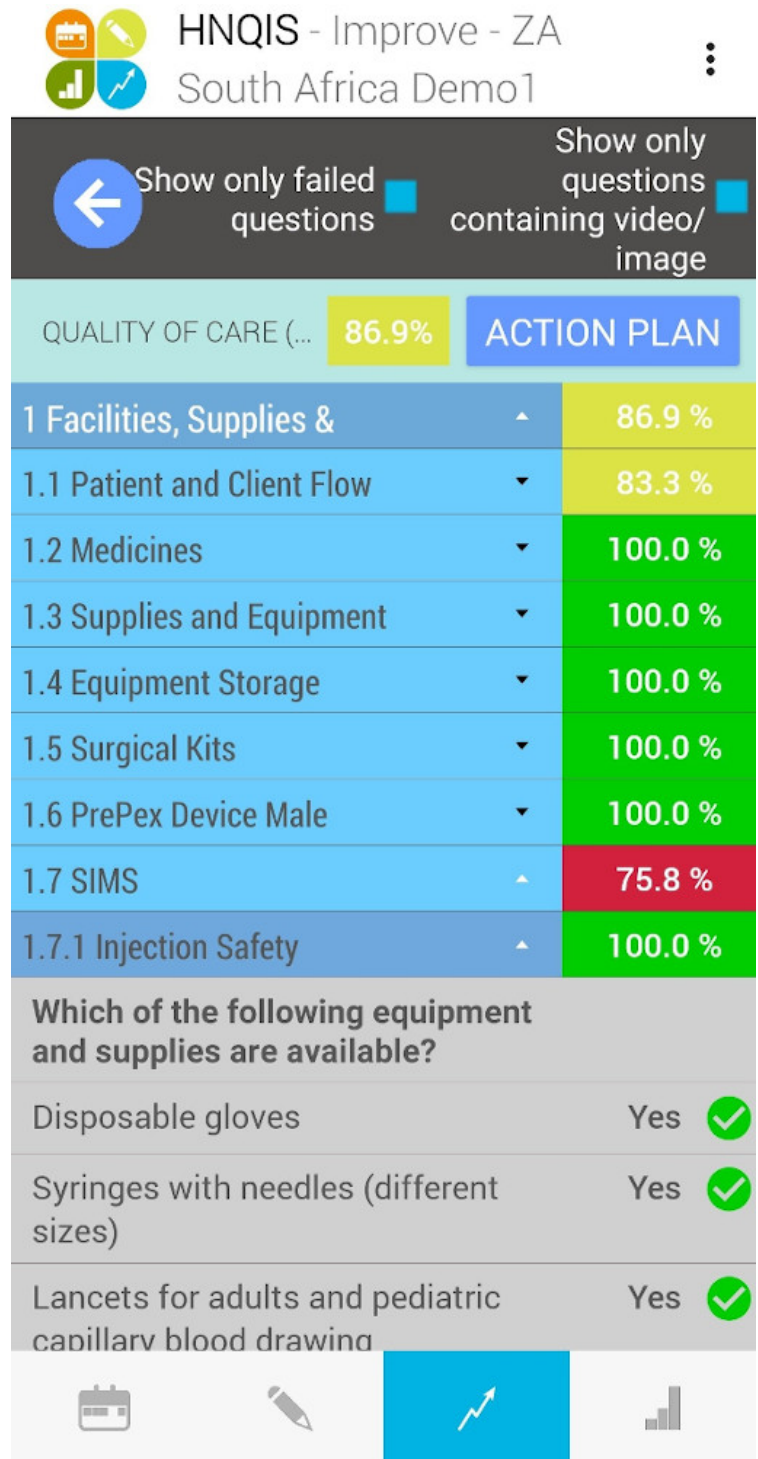 HNQIS - Improve - ZA
South Africa Demo1
Show only failed
questions
Show only
questions
containing video/
image
QUALITY OF CARE (... 86.9% ACTION PLAN
1 Facilities, Supplies & 86.9 %
1.1 Patient and Client Flow 83.3 %
1.2 Medicines 100.0 %
1.3 Supplies and Equipment 100.0 %
1.4 Equipment Storage 100.0 %
1.5 Surgical Kits 100.0 %
1.6 PrePex Device Male 100.0 %
1.7 SIMS 75.8 %
1.7.1 Injection Safety 100.0 %
Which of the following equipment
and supplies are available?
Disposable gloves Yes
Syringes with needles (different Yes
sizes)
Lancets for adults and pediatric Yes
capillary blood drawing